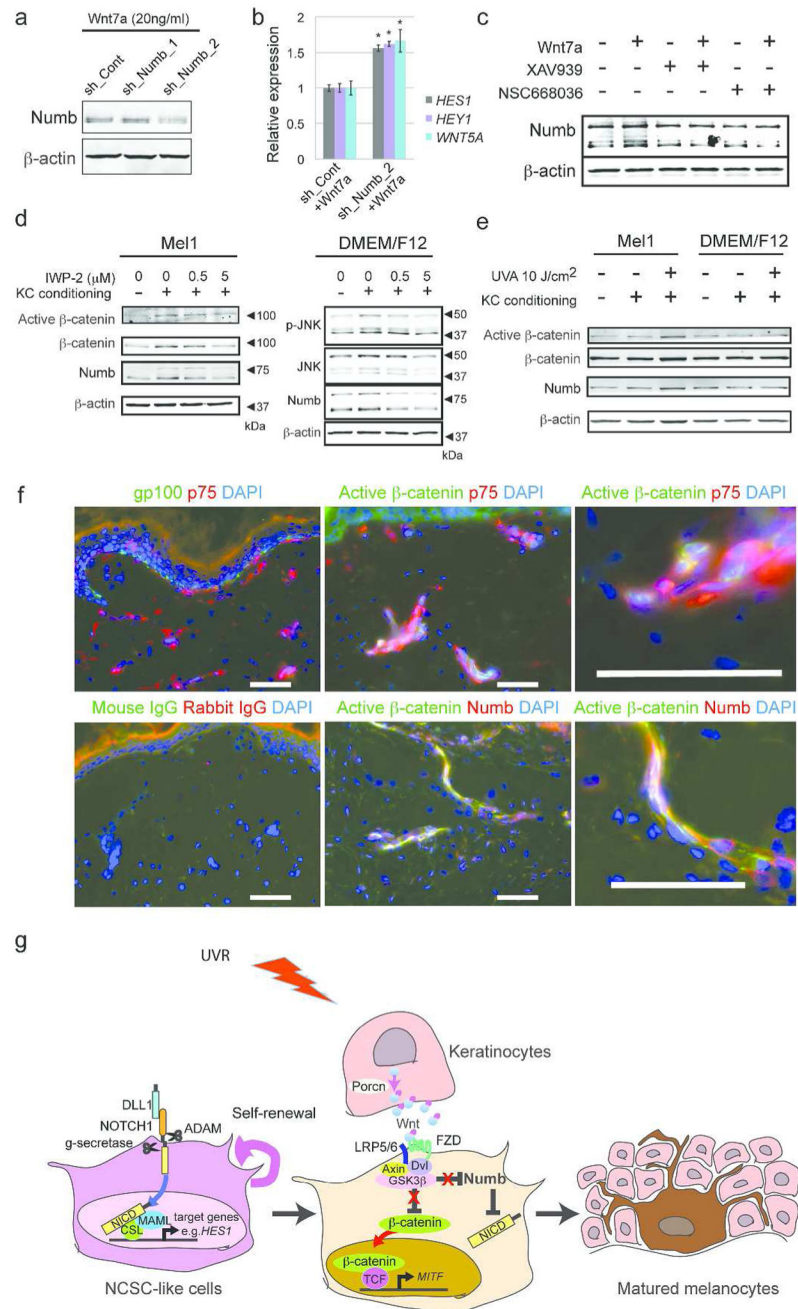 a
Wnt7a (20ng/ml)
sh_Cont
sh_Numb_1
sh_Numb_2
Numb
β-actin
b
Relative expression
2
1.5
1
0.5
0
* * *
HES1
HEY1
WNT5A
sh_Cont +Wnt7a
sh_Numb_2 +Wnt7a
c
Wnt7a - + - + - +
XAV939 - - + + - -
NSC668036 - - - - + +
Numb
β-actin
d
Mel1
IWP-2 (μM) 0 0 0.5 5
KC conditioning - + + +
Active β-catenin 100
β-catenin 100
Numb 75
β-actin 37
kDa
DMEM/F12
0 0 0.5 5
- + + +
p-JNK 50
37
JNK 50
37
Numb 75
β-actin 37
kDa
e
Mel1 DMEM/F12
UVA 10 J/cm2 - - + - - +
KC conditioning - + + - + +
Active β-catenin
β-catenin
Numb
β-actin
f
gp100 p75 DAPI
Active β-catenin p75 DAPI
Active β-catenin p75 DAPI
Mouse IgG Rabbit IgG DAPI
Active β-catenin Numb DAPI
Active β-catenin Numb DAPI
g
UVR
Keratinocytes
Porcn
Wnt
DLL1
NOTCH1
ADAM
g-secretase
Self-renewal
NICD
MAML
CSL
target genes
e.g.HES1
NCSC-like cells
LRP5/6
FZD
Axin
Dvl
GSK3β
Numb
β-catenin
NICD
β-catenin
TCF
MITF
Matured melanocytes